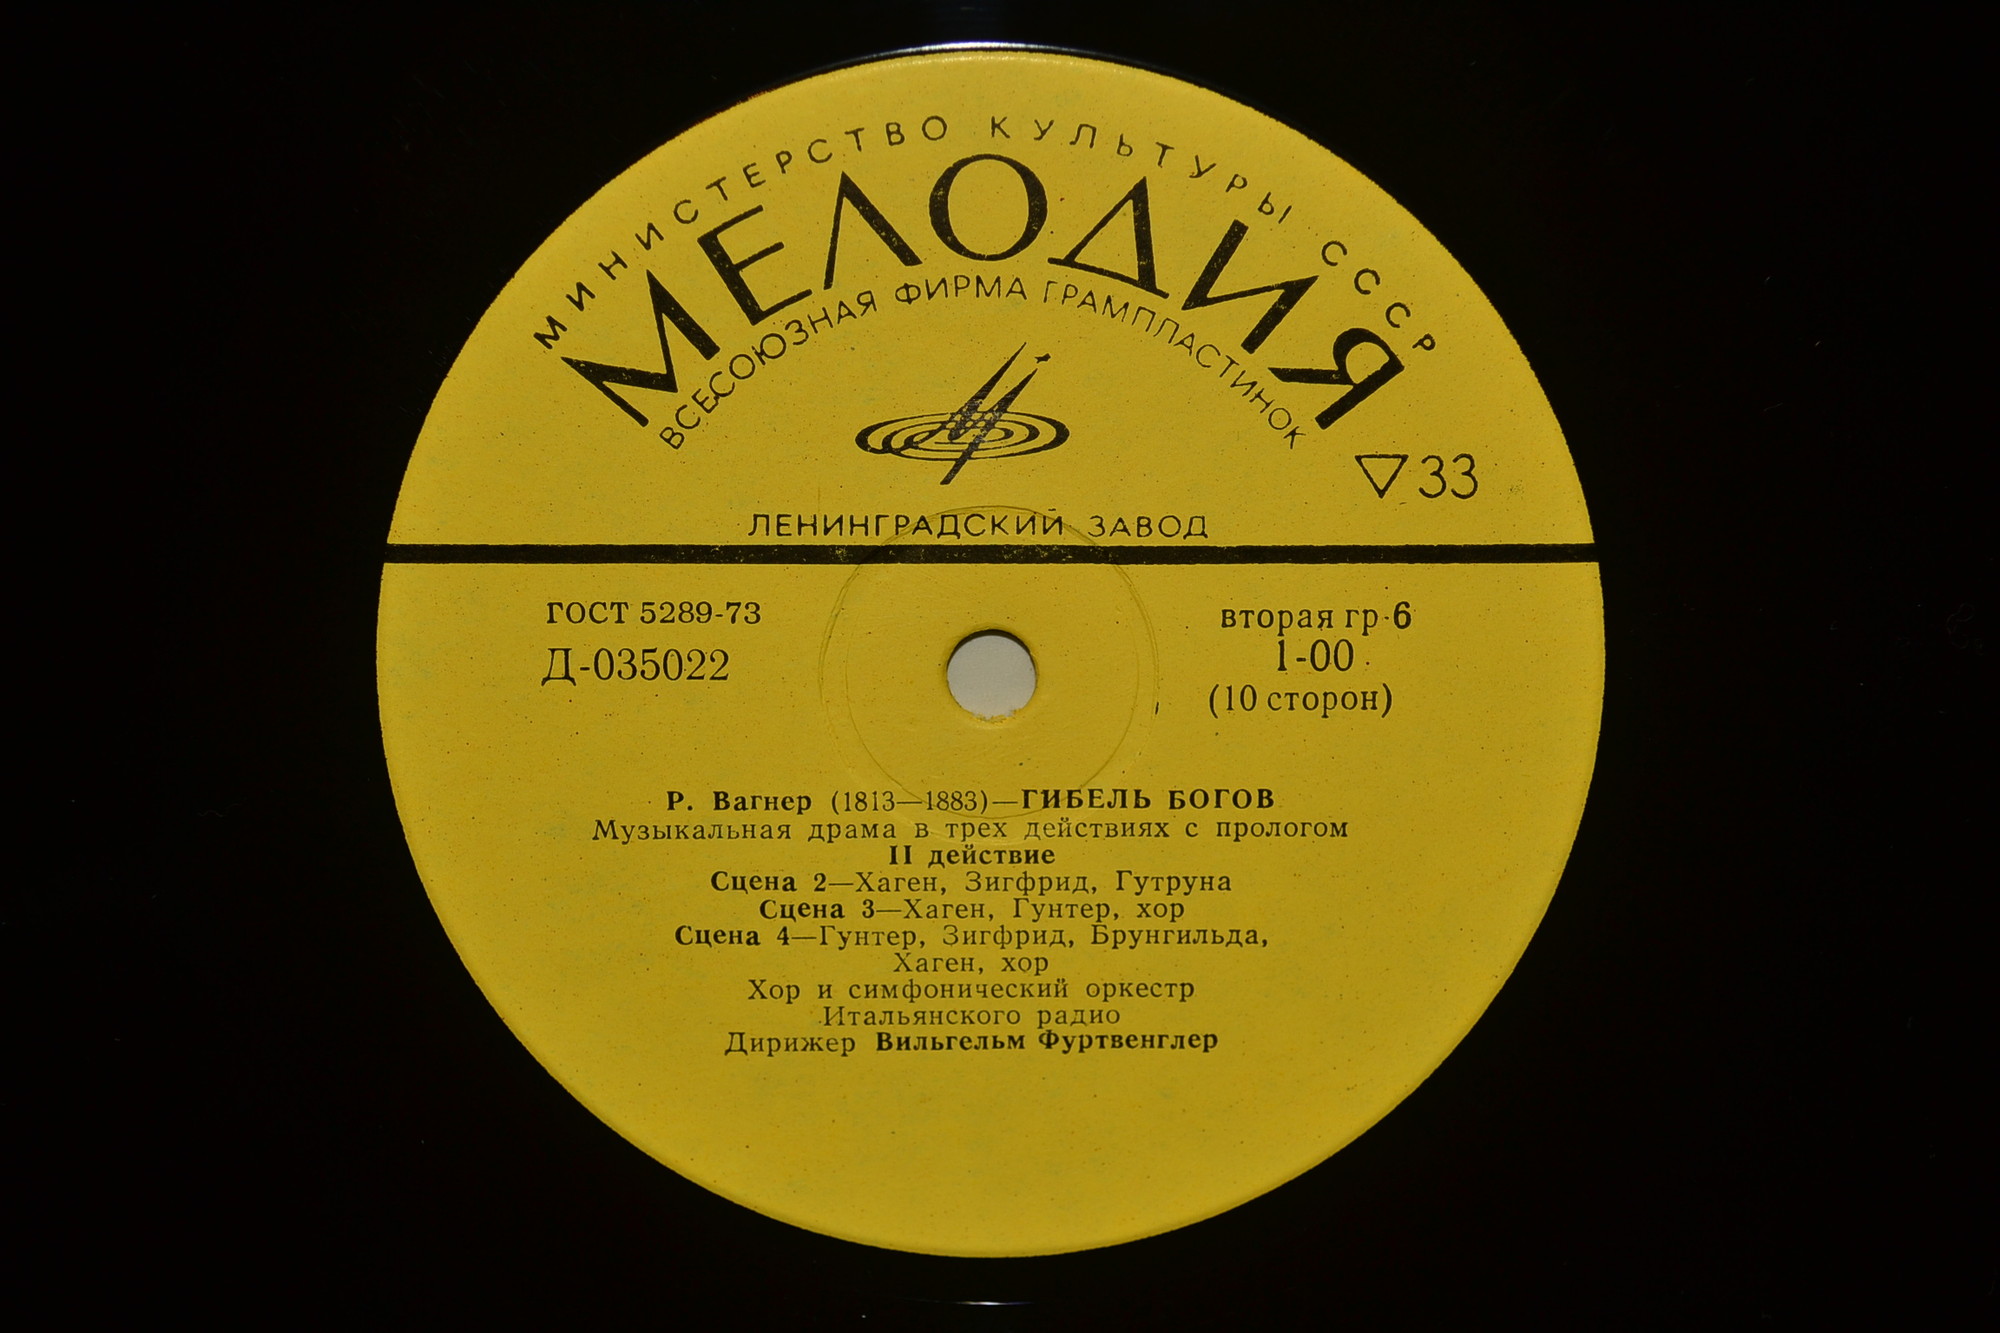 МИНИСТЕРСТВО КУЛЬТУРЫ СССР
МЕЛОДИЯ
ВСЕСОЮЗНАЯ ФИРМА ГРАМПЛАСТИНОК
33
ЛЕНИНГРАДСКИЙ ЗАВОД
ГОСТ 5289-73
вторая гр·6
Д-035022
1-00
(10 сторон)
Р. Вагнер (1813—1883)—ГИБЕЛЬ БОГОВ
Музыкальная драма в трех действиях с прологом
II действие
Сцена 2—Хаген, Зигфрид, Гутруна
Сцена 3—Хаген, Гунтер, хор
Сцена 4—Гунтер, Зигфрид, Брунгильда,
Хаген, хор
Хор и симфонический оркестр
Итальянского радио
Дирижер Вильгельм Фуртвенглер